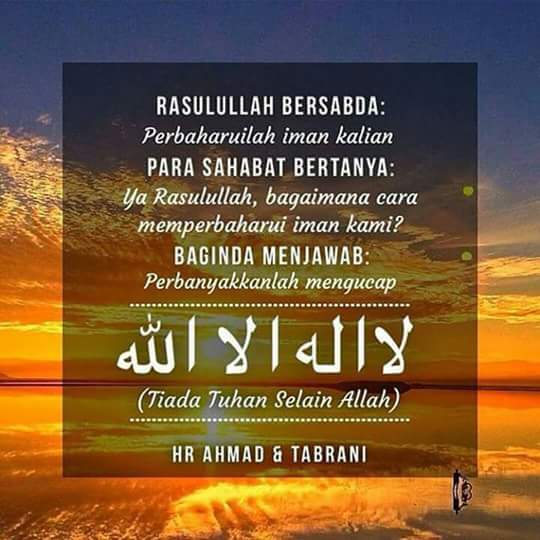 RASULULLAH BERSABDA:
Perbaharuilah iman kalian
PARA SAHABAT BERTANYA:
Ya Rasulullah, bagaimana cara
memperbaharui iman kami?
BAGINDA MENJAWAB:
Perbanyakkanlah mengucap
لا اله الا الله
(Tiada Tuhan Selain Allah)
HR AHMAD & TABRANI